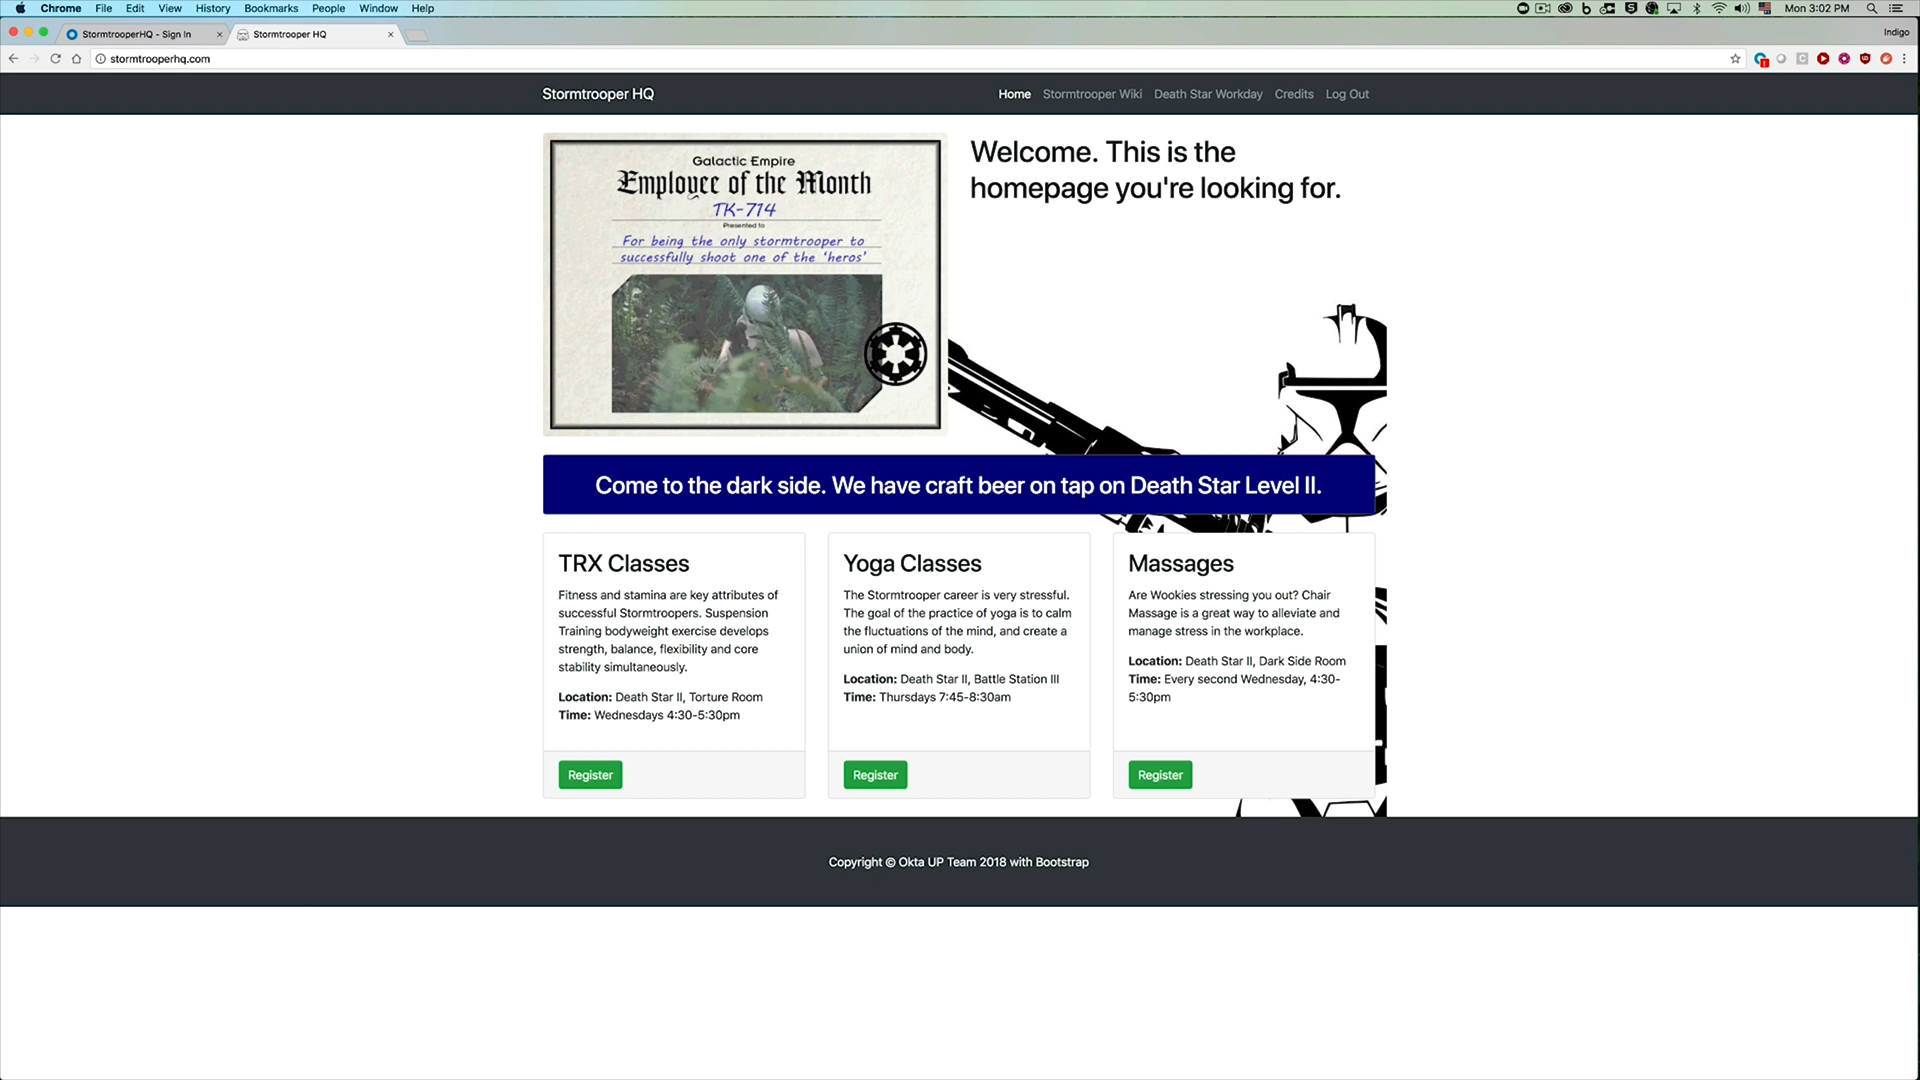 Chrome File Edit View History Bookmarks People Window Help Mon 3:02 PM
StormtrooperHQ - Sign In Stormtrooper HQ Indigo
stormtrooperhq.com
Stormtrooper HQ Home Stormtrooper Wiki Death Star Workday Credits Log Out
Galactic Empire
Employee of the Month
TK-714
Presented to
For being the only stormtrooper to
successfully shoot one of the 'heros'
Welcome. This is the
homepage you're looking for.
Come to the dark side. We have craft beer on tap on Death Star Level II.
TRX Classes
Fitness and stamina are key attributes of
successful Stormtroopers. Suspension
Training bodyweight exercise develops
strength, balance, flexibility and core
stability simultaneously.
Location: Death Star II, Torture Room
Time: Wednesdays 4:30-5:30pm
Register
Yoga Classes
The Stormtrooper career is very stressful.
The goal of the practice of yoga is to calm
the fluctuations of the mind, and create a
union of mind and body.
Location: Death Star II, Battle Station III
Time: Thursdays 7:45-8:30am
Register
Massages
Are Wookies stressing you out? Chair
Massage is a great way to alleviate and
manage stress in the workplace.
Location: Death Star II, Dark Side Room
Time: Every second Wednesday, 4:30-
5:30pm
Register
Copyright © Okta UP Team 2018 with Bootstrap